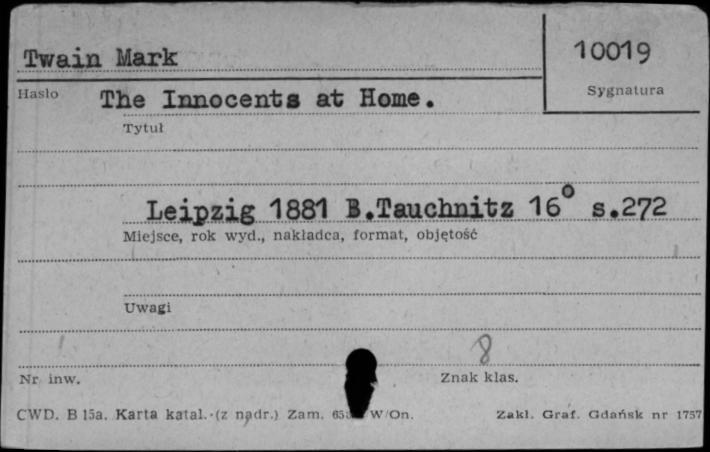 Twain Mark
10019
Hasło
Sygnatura
The Innocents at Home.
Tytuł
Leipzig 1881 B.Tauchnitz 16° s.272
Miejsce, rok wyd., nakładca, format, objętość
Uwagi
8
Nr inw.
Znak klas.
CWD. B 15a. Karta katal. (z nadr.) Zam. W/On.
Zakl. Graf. Gdańsk nr 1757